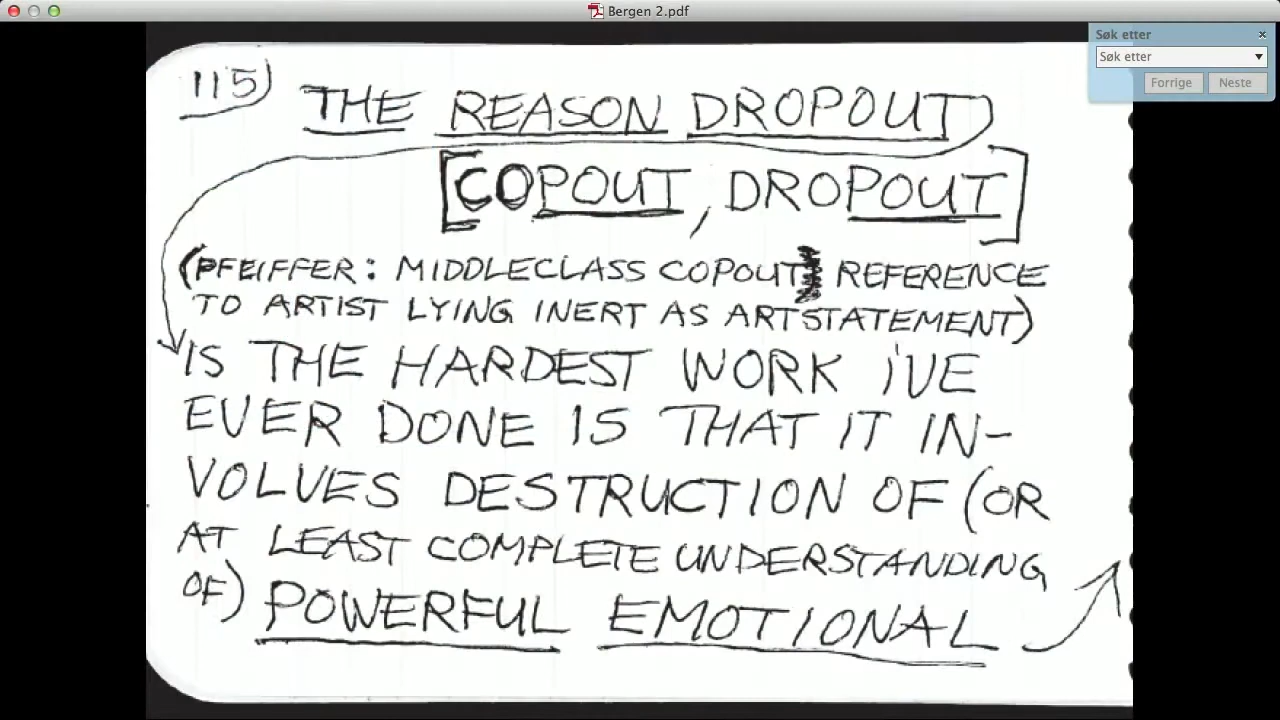 Bergen 2.pdf
Søk etter
Søk etter
Forrige Neste
115) THE REASON DROPOUT
[COPOUT, DROPOUT]
(PFEIFFER: MIDDLECLASS COPOUT REFERENCE
TO ARTIST LYING INERT AS ARTSTATEMENT)
IS THE HARDEST WORK I'VE
EVER DONE IS THAT IT IN-
VOLVES DESTRUCTION OF (OR
AT LEAST COMPLETE UNDERSTANDING
OF) POWERFUL EMOTIONAL